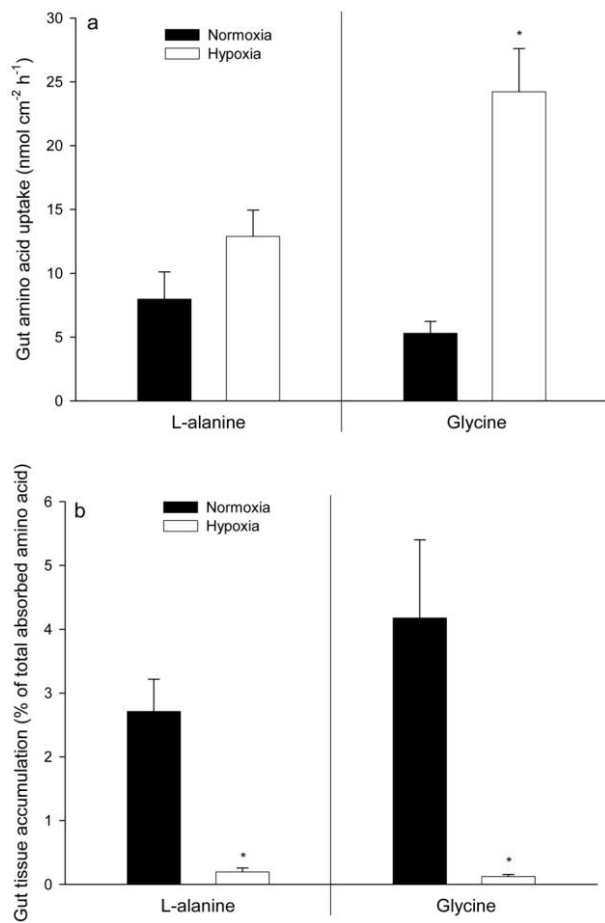 a
Normoxia
Hypoxia
Gut amino acid uptake (nmol cm⁻² h⁻¹)
30
25
20
15
10
5
0
*
L-alanine
Glycine
b
Normoxia
Hypoxia
Gut tissue accumulation (% of total absorbed amino acid)
6
5
4
3
2
1
0
*
*
L-alanine
Glycine